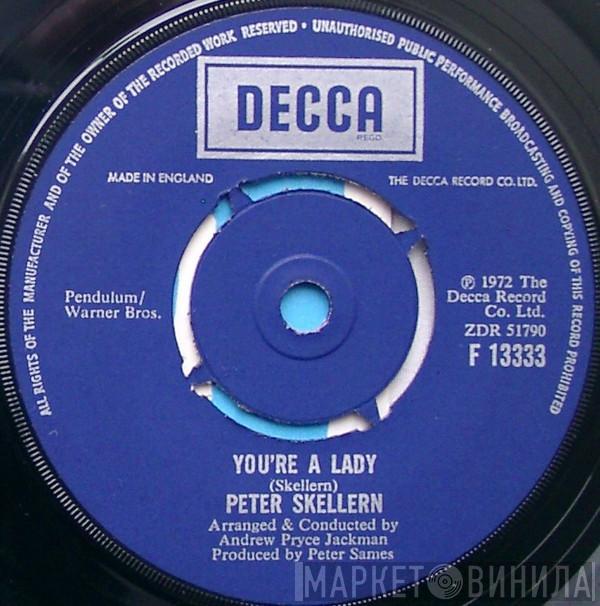 ALL RIGHTS OF THE MANUFACTURER AND OF THE OWNER OF THE RECORDED WORK RESERVED • UNAUTHORISED PUBLIC PERFORMANCE BROADCASTING AND COPYING OF THIS RECORD PROHIBITED
DECCA
REGD.
MADE IN ENGLAND
THE DECCA RECORD CO. LTD.
Pendulum/
Warner Bros.
℗ 1972 The
Decca Record
Co. Ltd.
ZDR 51790
F 13333
YOU'RE A LADY
(Skellern)
PETER SKELLERN
Arranged & Conducted by
Andrew Pryce Jackman
Produced by Peter Sames
МАРКЕТ ВИНИЛА